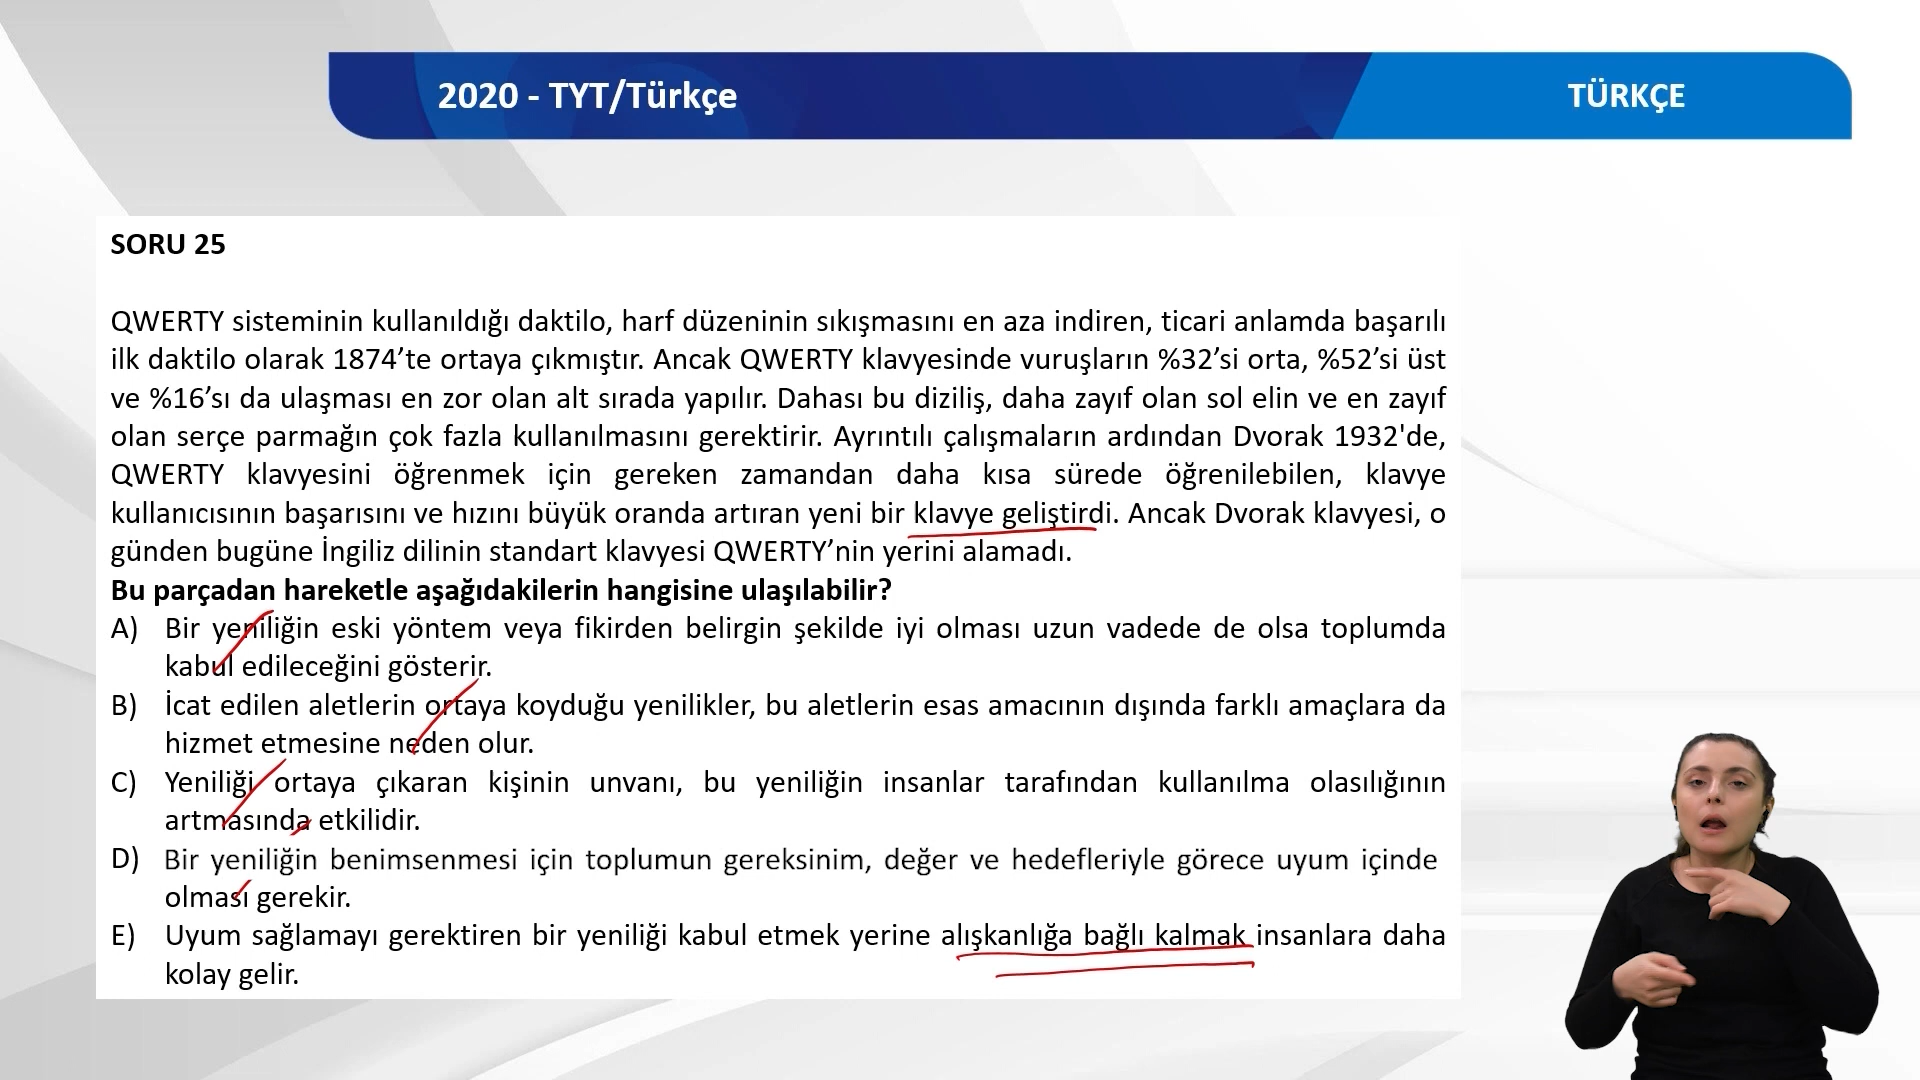 2020 - TYT/Türkçe
TÜRKÇE
SORU 25
QWERTY sisteminin kullanıldığı daktilo, harf düzeninin sıkışmasını en aza indiren, ticari anlamda başarılı
ilk daktilo olarak 1874’te ortaya çıkmıştır. Ancak QWERTY klavyesinde vuruşların %32’si orta, %52’si üst
ve %16’sı da ulaşması en zor olan alt sırada yapılır. Dahası bu diziliş, daha zayıf olan sol elin ve en zayıf
olan serçe parmağın çok fazla kullanılmasını gerektirir. Ayrıntılı çalışmaların ardından Dvorak 1932'de,
QWERTY klavyesini öğrenmek için gereken zamandan daha kısa sürede öğrenilebilen, klavye
kullanıcısının başarısını ve hızını büyük oranda artıran yeni bir klavye geliştirdi. Ancak Dvorak klavyesi, o
günden bugüne İngiliz dilinin standart klavyesi QWERTY’nin yerini alamadı.
Bu parçadan hareketle aşağıdakilerin hangisine ulaşılabilir?
A) Bir yeniliğin eski yöntem veya fikirden belirgin şekilde iyi olması uzun vadede de olsa toplumda
kabul edileceğini gösterir.
B) İcat edilen aletlerin ortaya koyduğu yenilikler, bu aletlerin esas amacının dışında farklı amaçlara da
hizmet etmesine neden olur.
C) Yeniliği ortaya çıkaran kişinin unvanı, bu yeniliğin insanlar tarafından kullanılma olasılığının
artmasında etkilidir.
D) Bir yeniliğin benimsenmesi için toplumun gereksinim, değer ve hedefleriyle görece uyum içinde
olması gerekir.
E) Uyum sağlamayı gerektiren bir yeniliği kabul etmek yerine alışkanlığa bağlı kalmak insanlara daha
kolay gelir.